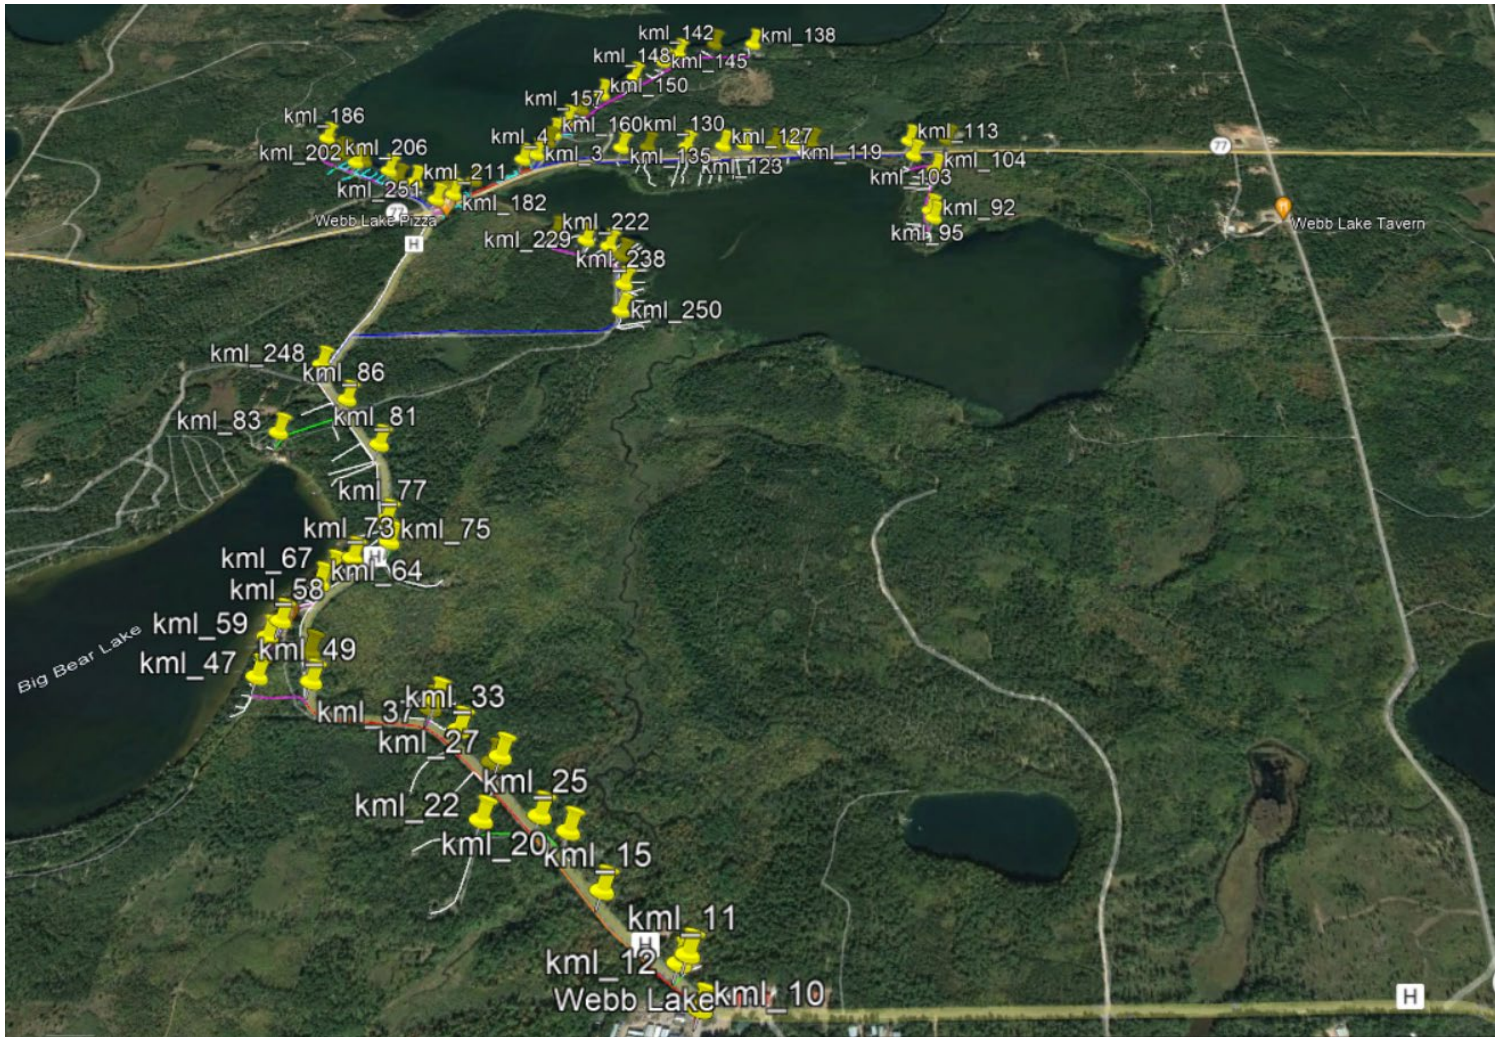 kml_142
kml_138
kml_148
kml_145
kml_150
kml_157
kml_186
kml_160
kml_130
kml_127
kml_113
kml_4
kml_206
kml_202
kml_3
kml_135
kml_123
kml_119
kml_104
77
kml_103
kml_211
kml_251
kml_182
77
Webb Lake Pizza
kml_92
kml_95
Webb Lake Tavern
kml_222
kml_229
H
kml_238
kml_250
kml_248
kml_86
kml_83
kml_81
kml_77
kml_73
kml_75
H
kml_67
kml_64
kml_58
kml_59
kml_49
kml_47
Big Bear Lake
kml_33
kml_37
kml_27
kml_25
kml_22
kml_20
kml_15
kml_11
H
kml_12
Webb Lake
kml_10
H